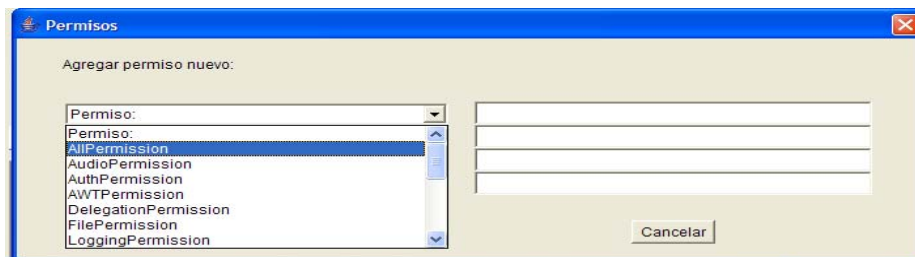 Permisos
Agregar permiso nuevo:
Permiso:
Permiso:
AllPermission
AudioPermission
AuthPermission
AWTPermission
DelegationPermission
FilePermission
LoggingPermission
Cancelar